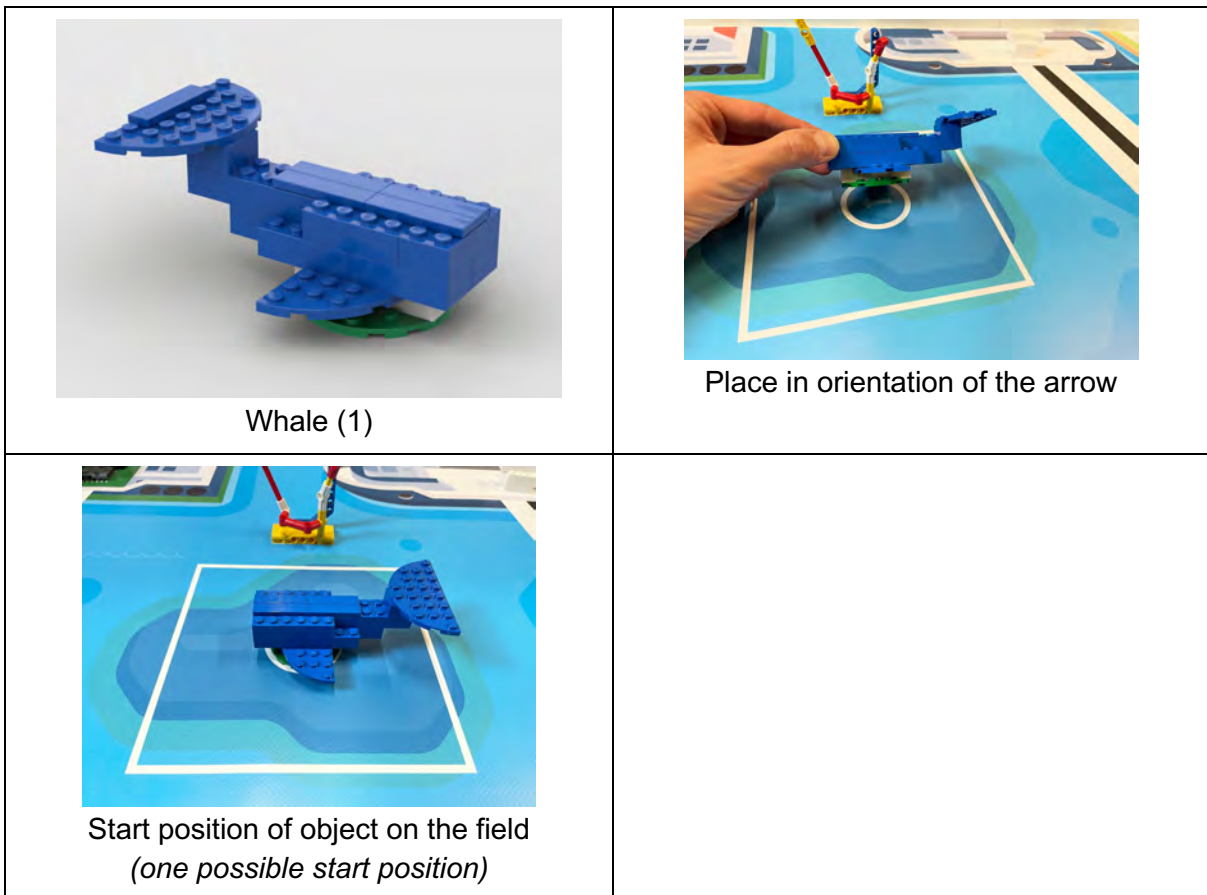 Whale (1)
Place in orientation of the arrow
Start position of object on the field
(one possible start position)